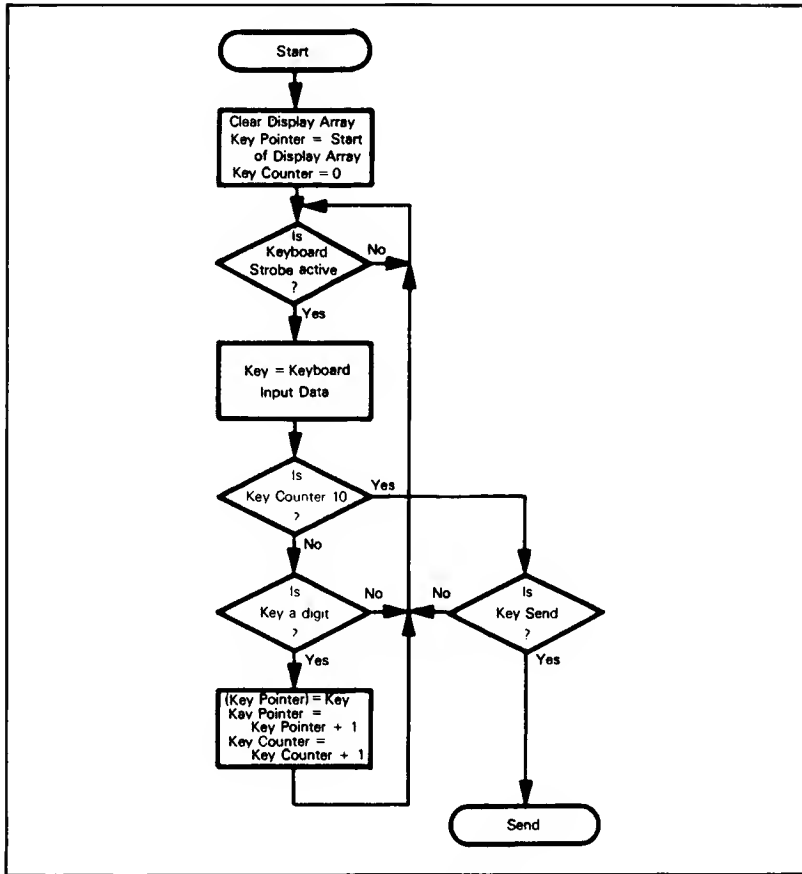 Start
Clear Display Array
Key Pointer = Start
of Display Array
Key Counter = 0
Is
Keyboard
Strobe active
?
No
Yes
Key = Keyboard
Input Data
Is
Key Counter 10
?
Yes
No
Is
Key a digit
?
No
No
Is
Key Send
?
Yes
Yes
(Key Pointer) = Key
Kav Pointer =
Key Pointer + 1
Key Counter =
Key Counter + 1
Send